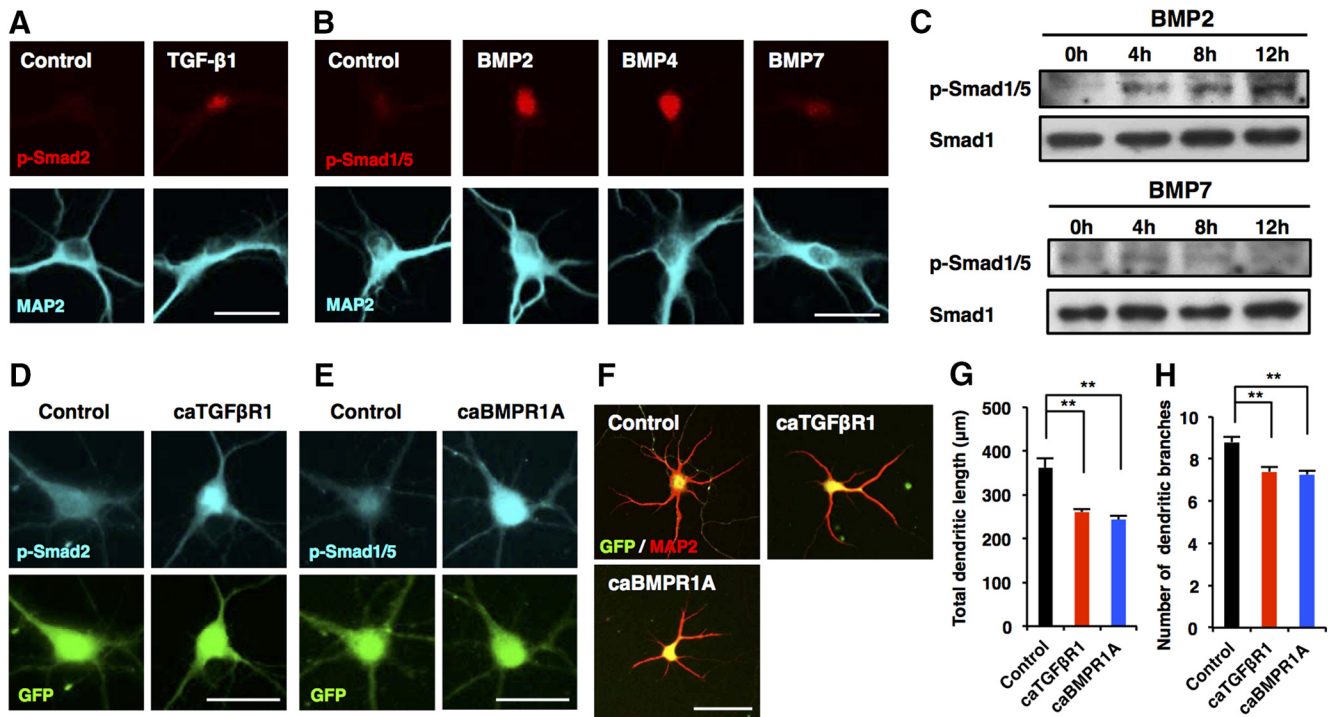 A
Control
TGF-β1
p-Smad2
MAP2
B
Control
BMP2
BMP4
BMP7
p-Smad1/5
MAP2
C
BMP2
0h 4h 8h 12h
p-Smad1/5
Smad1
BMP7
0h 4h 8h 12h
p-Smad1/5
Smad1
D
Control
caTGFβR1
p-Smad2
GFP
E
Control
caBMPR1A
p-Smad1/5
GFP
F
Control
caTGFβR1
GFP / MAP2
caBMPR1A
G
Total dendritic length (μm)
500
400
300
200
100
0
**
**
Control
caTGFβR1
caBMPR1A
H
Number of dendritic branches
10
8
6
4
2
0
**
**
Control
caTGFβR1
caBMPR1A